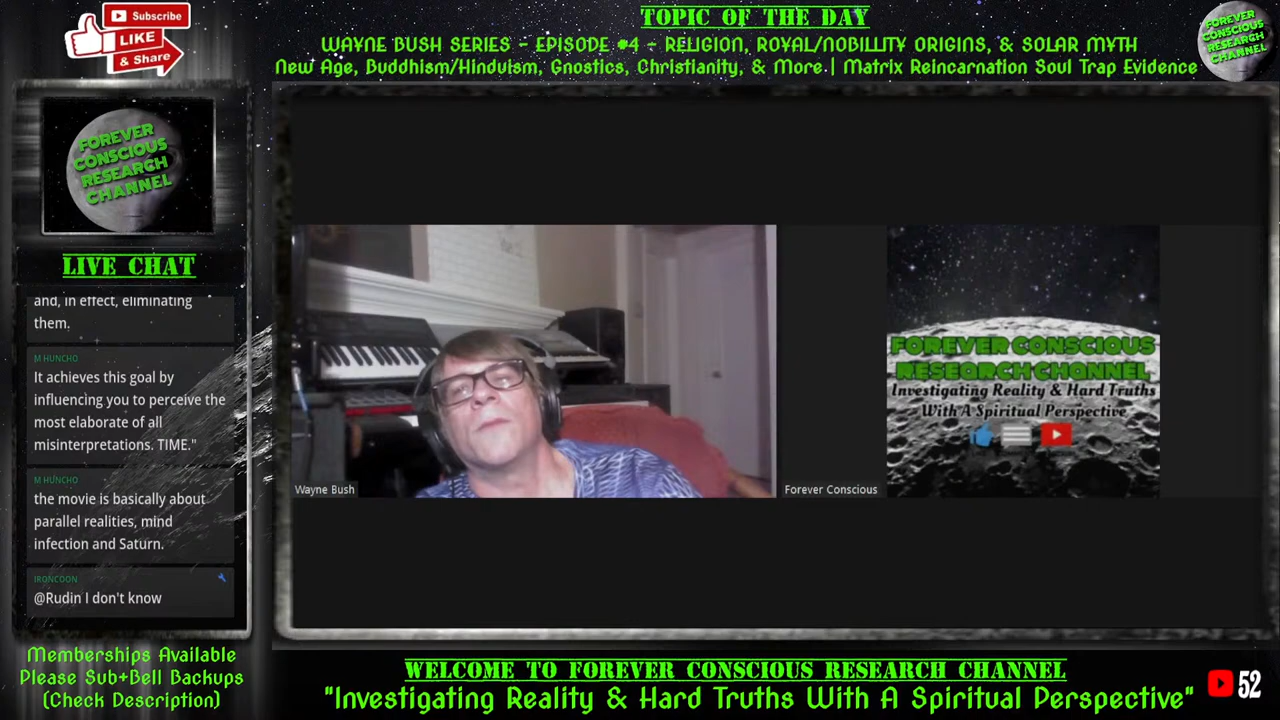 Subscribe
LIKE
& Share
TOPIC OF THE DAY
WAYNE BUSH SERIES - EPISODE #4 - RELIGION, ROYAL/NOBILLITY ORIGINS, & SOLAR MYTH
New Age, Buddhism/Hinduism, Gnostics, Christianity, & More | Matrix Reincarnation Soul Trap Evidence
FOREVER
CONSCIOUS
RESEARCH
CHANNEL
FOREVER
CONSCIOUS
RESEARCH
CHANNEL
LIVE CHAT
and, in effect, eliminating
them.
M HUNCHO
It achieves this goal by
influencing you to perceive the
most elaborate of all
misinterpretations. TIME."
M HUNCHO
the movie is basically about
parallel realities, mind
infection and Saturn.
IRONCOON
@Rudin I don't know
Wayne Bush
FOREVER CONSCIOUS
RESEARCH CHANNEL
Investigating Reality & Hard Truths
With A Spiritual Perspective
Forever Conscious
Memberships Available
Please Sub+Bell Backups
(Check Description)
WELCOME TO FOREVER CONSCIOUS RESEARCH CHANNEL
"Investigating Reality & Hard Truths With A Spiritual Perspective"
52